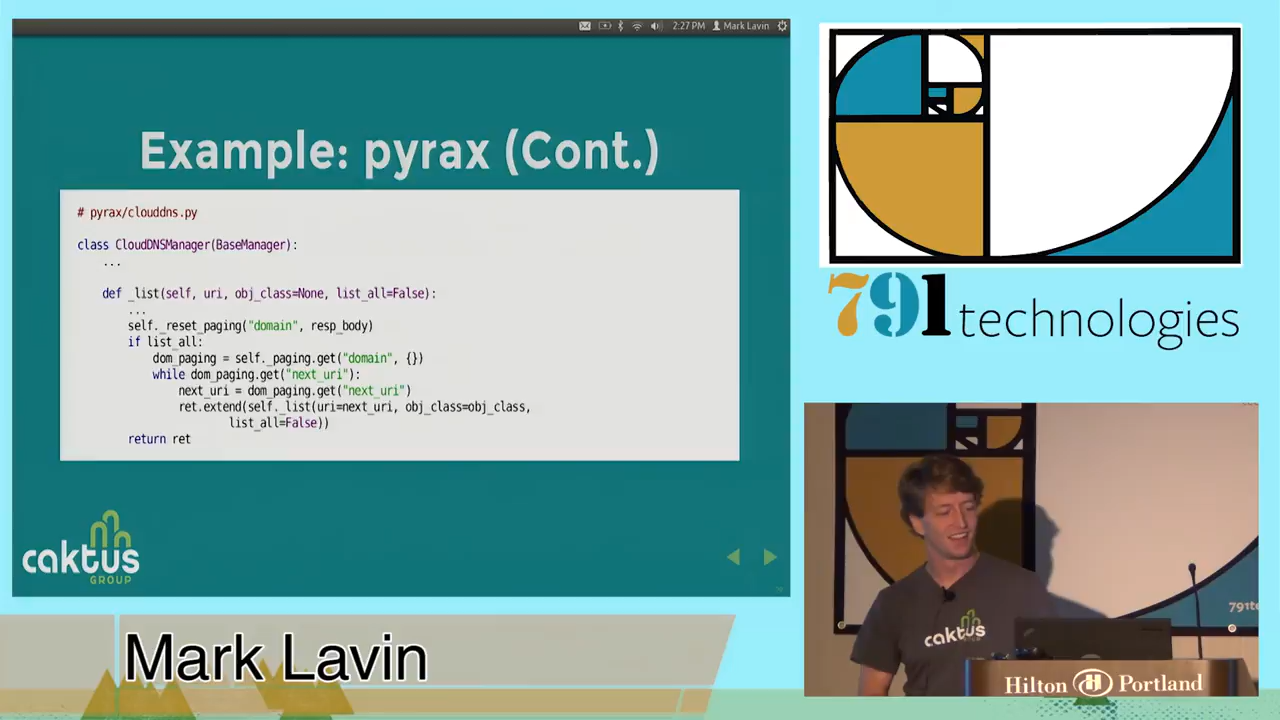 2:27 PM Mark Lavin
Example: pyrax (Cont.)
# pyrax/clouddns.py
class CloudDNSManager(BaseManager):
...
def _list(self, uri, obj_class=None, list_all=False):
...
self._reset_paging("domain", resp_body)
if list_all:
dom_paging = self._paging.get("domain", {})
while dom_paging.get("next_uri"):
next_uri = dom_paging.get("next_uri")
ret.extend(self._list(uri=next_uri, obj_class=obj_class,
list_all=False))
return ret
caktus
GROUP
Mark Lavin
791 technologies
791te
caktus
Hilton H Portland